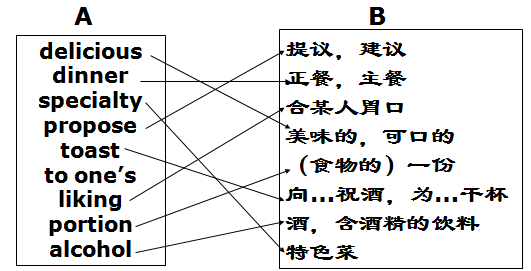 A
B
delicious
dinner
specialty
propose
toast
to one's
liking
portion
alcohol
提议，建议
正餐，主餐
合某人胃口
美味的，可口的
（食物的）一份
向...祝酒，为...干杯
酒，含酒精的饮料
特色菜